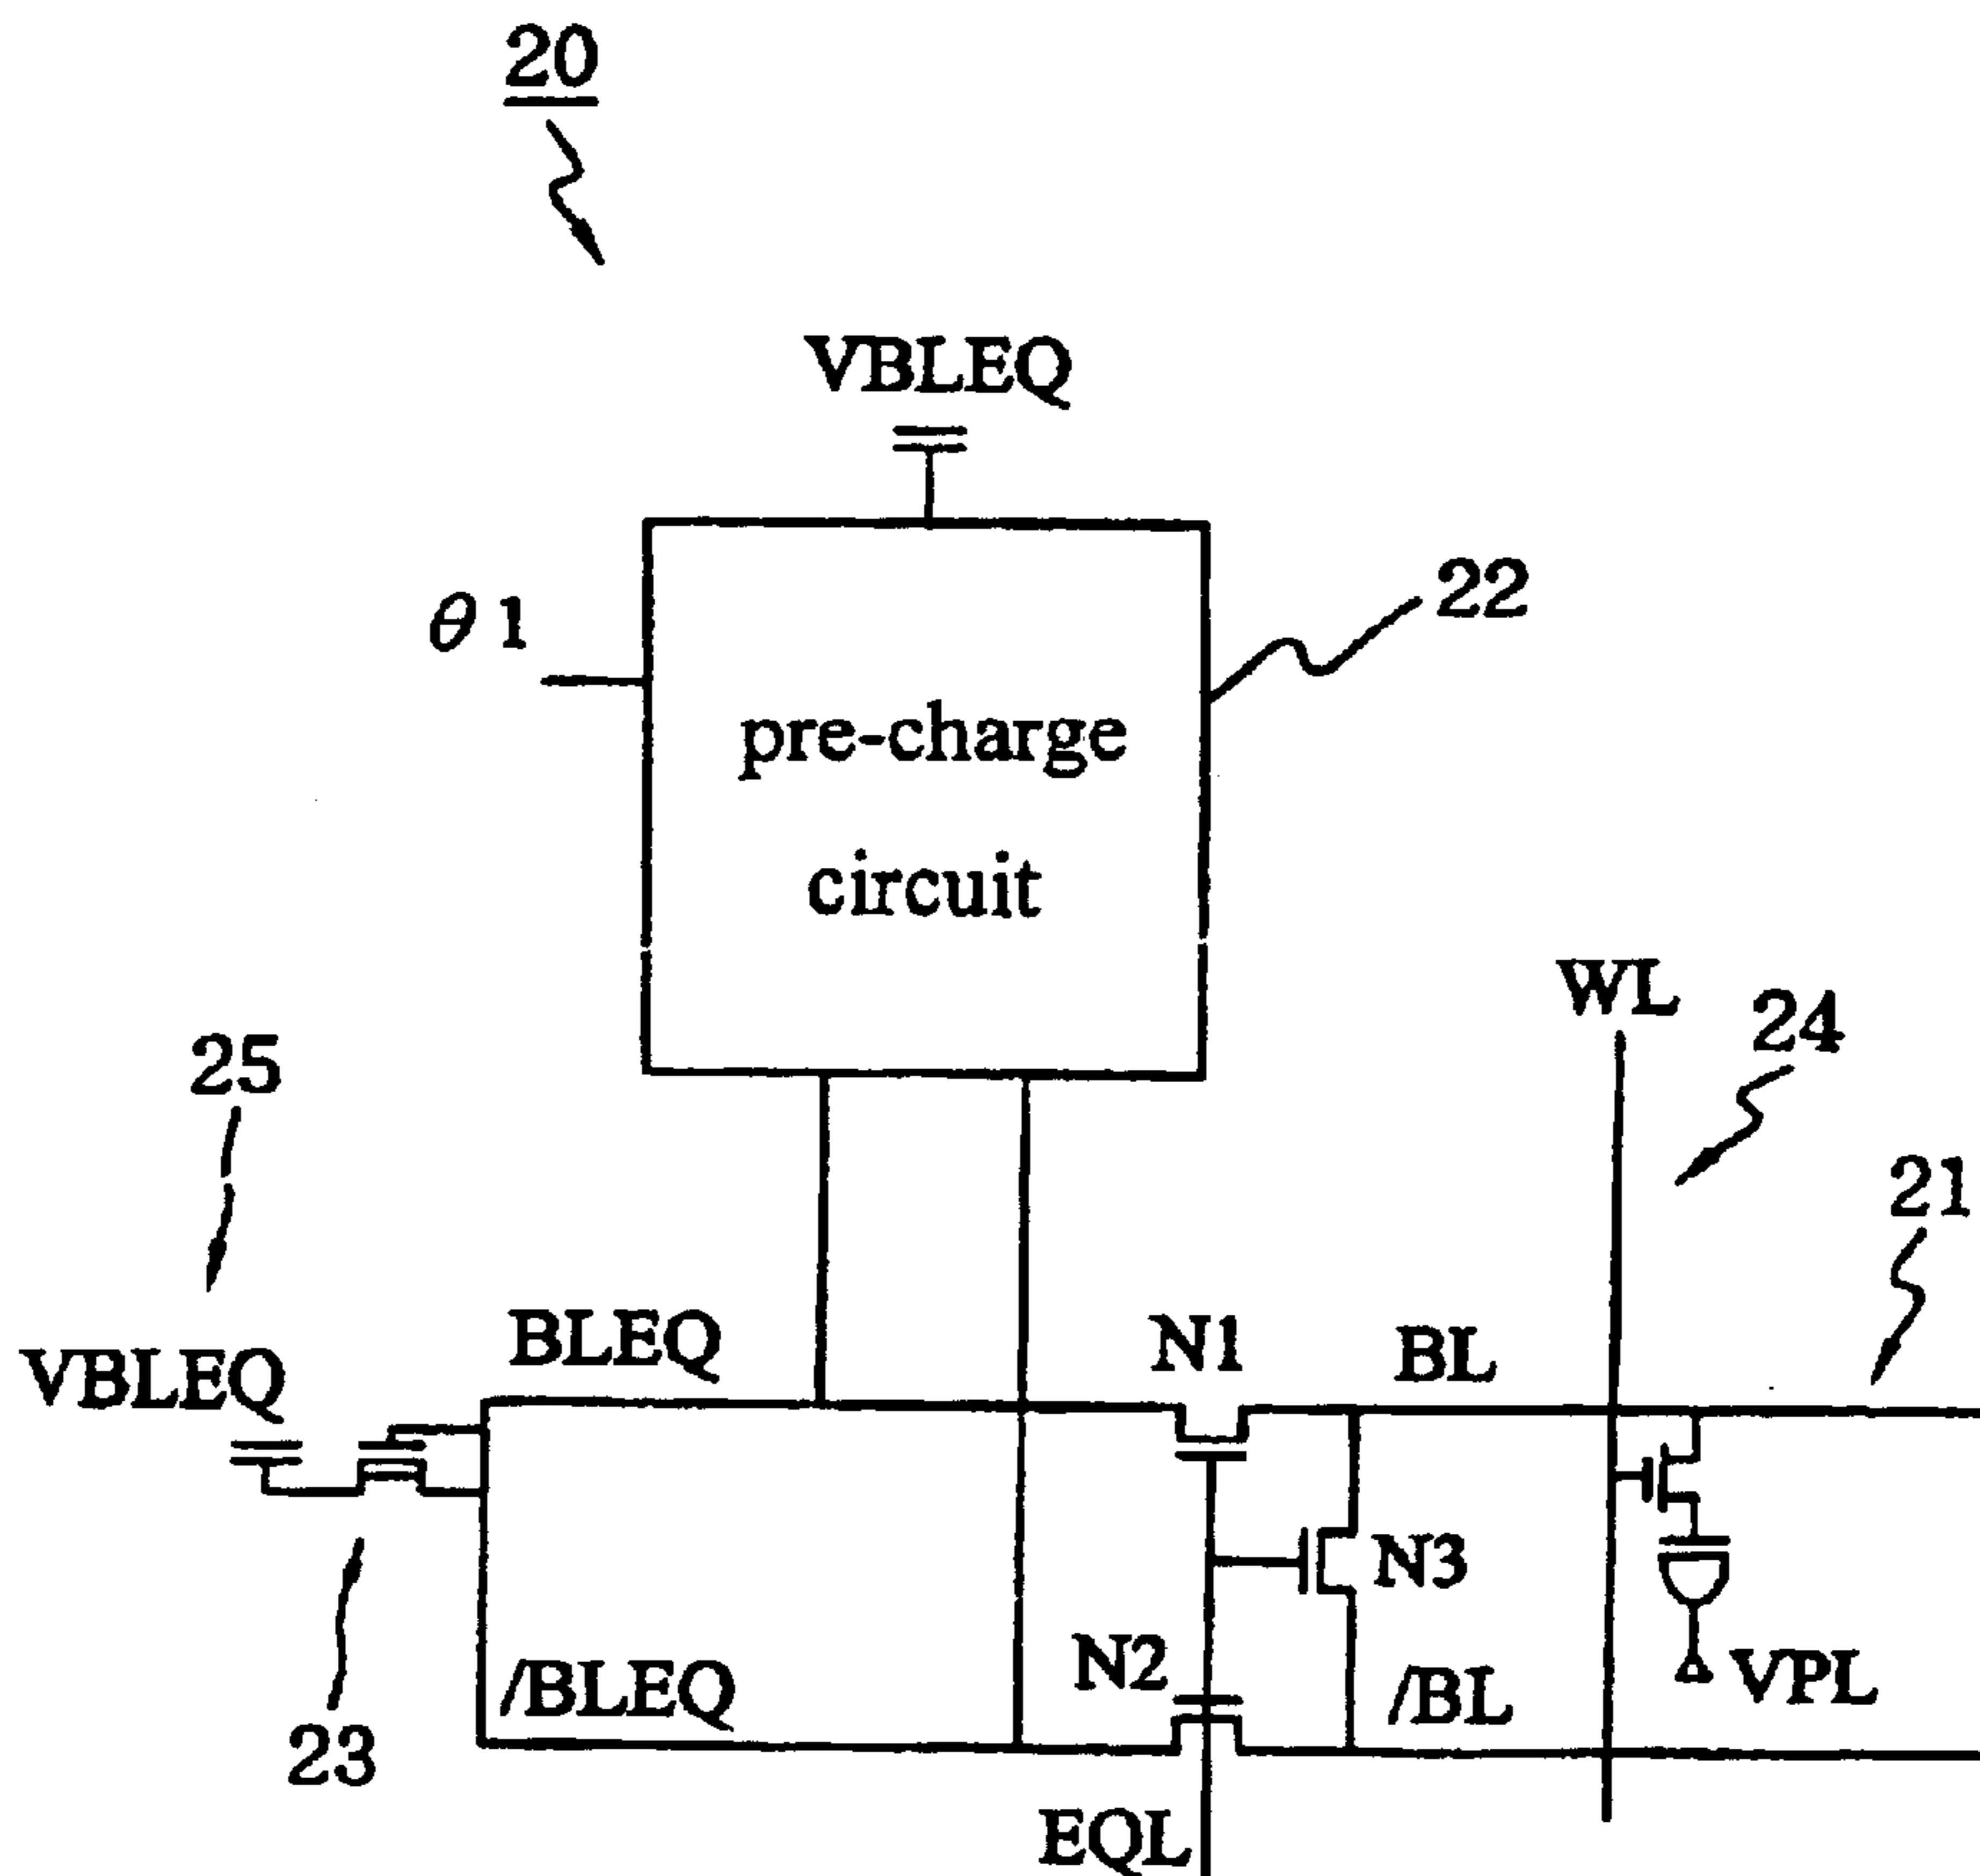 20
VBLEQ
θ1
22
pre-charge
circuit
WL
24
25
21
BLEQ
N1
BL
VBLEQ
N3
N2
/BLEQ
/BL
VPL
23
EQL